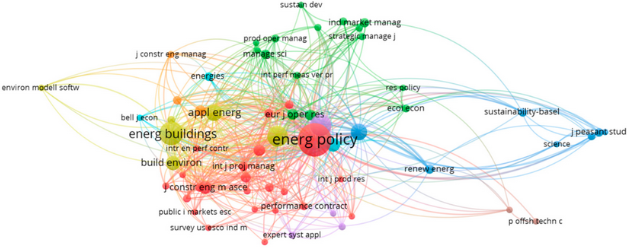 sustain dev
ind market manag
prod oper manag
strategic manage j
manage sci
j constr eng manag
energies
int perf meas ver pr
environ modell softw
res policy
appl energ
eur j oper res
ecol econ
sustainability-basel
bell j econ
energ buildings
intr en perf contr
energ policy
j peasant stud
science
build environ
int j proj manag
renew energ
j constr eng m asce
int j prod res
public i markets esc
performance contract
p offsh techn c
survey us esco ind m
expert syst appl